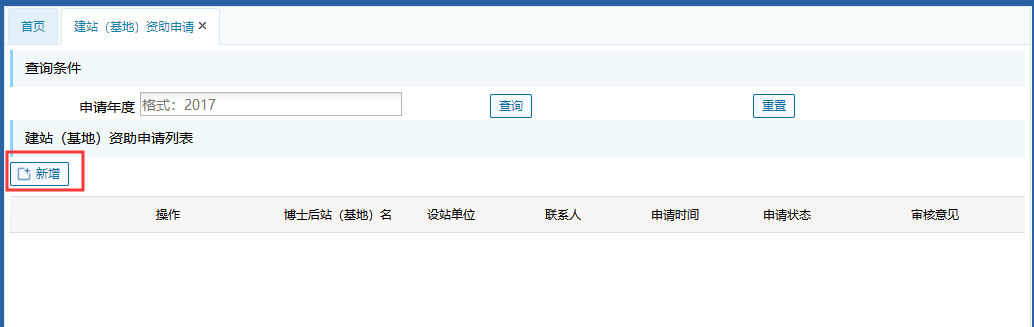 首页 建站（基地）资助申请 ×
查询条件
申请年度 格式：2017 查询 重置
建站（基地）资助申请列表
新增
操作 博士后站（基地）名 设站单位 联系人 申请时间 申请状态 审核意见